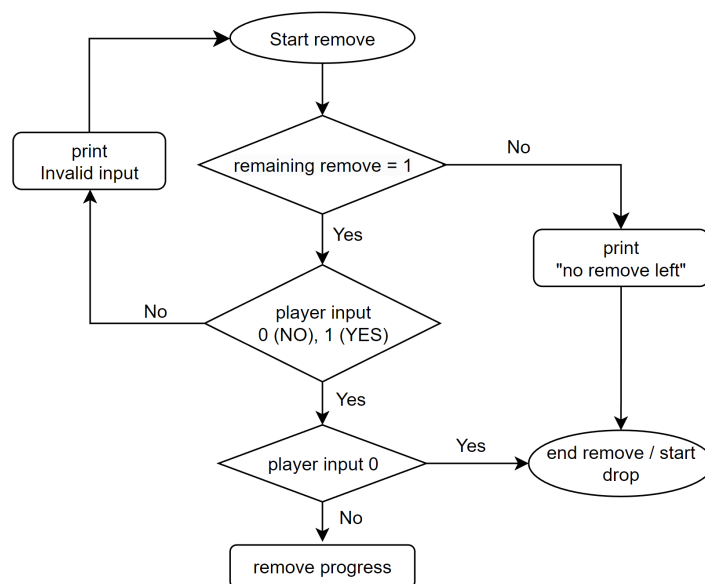 Start remove
print
Invalid input
remaining remove = 1
No
print
"no remove left"
Yes
player input
0 (NO), 1 (YES)
No
Yes
player input 0
Yes
end remove / start
drop
No
remove progress